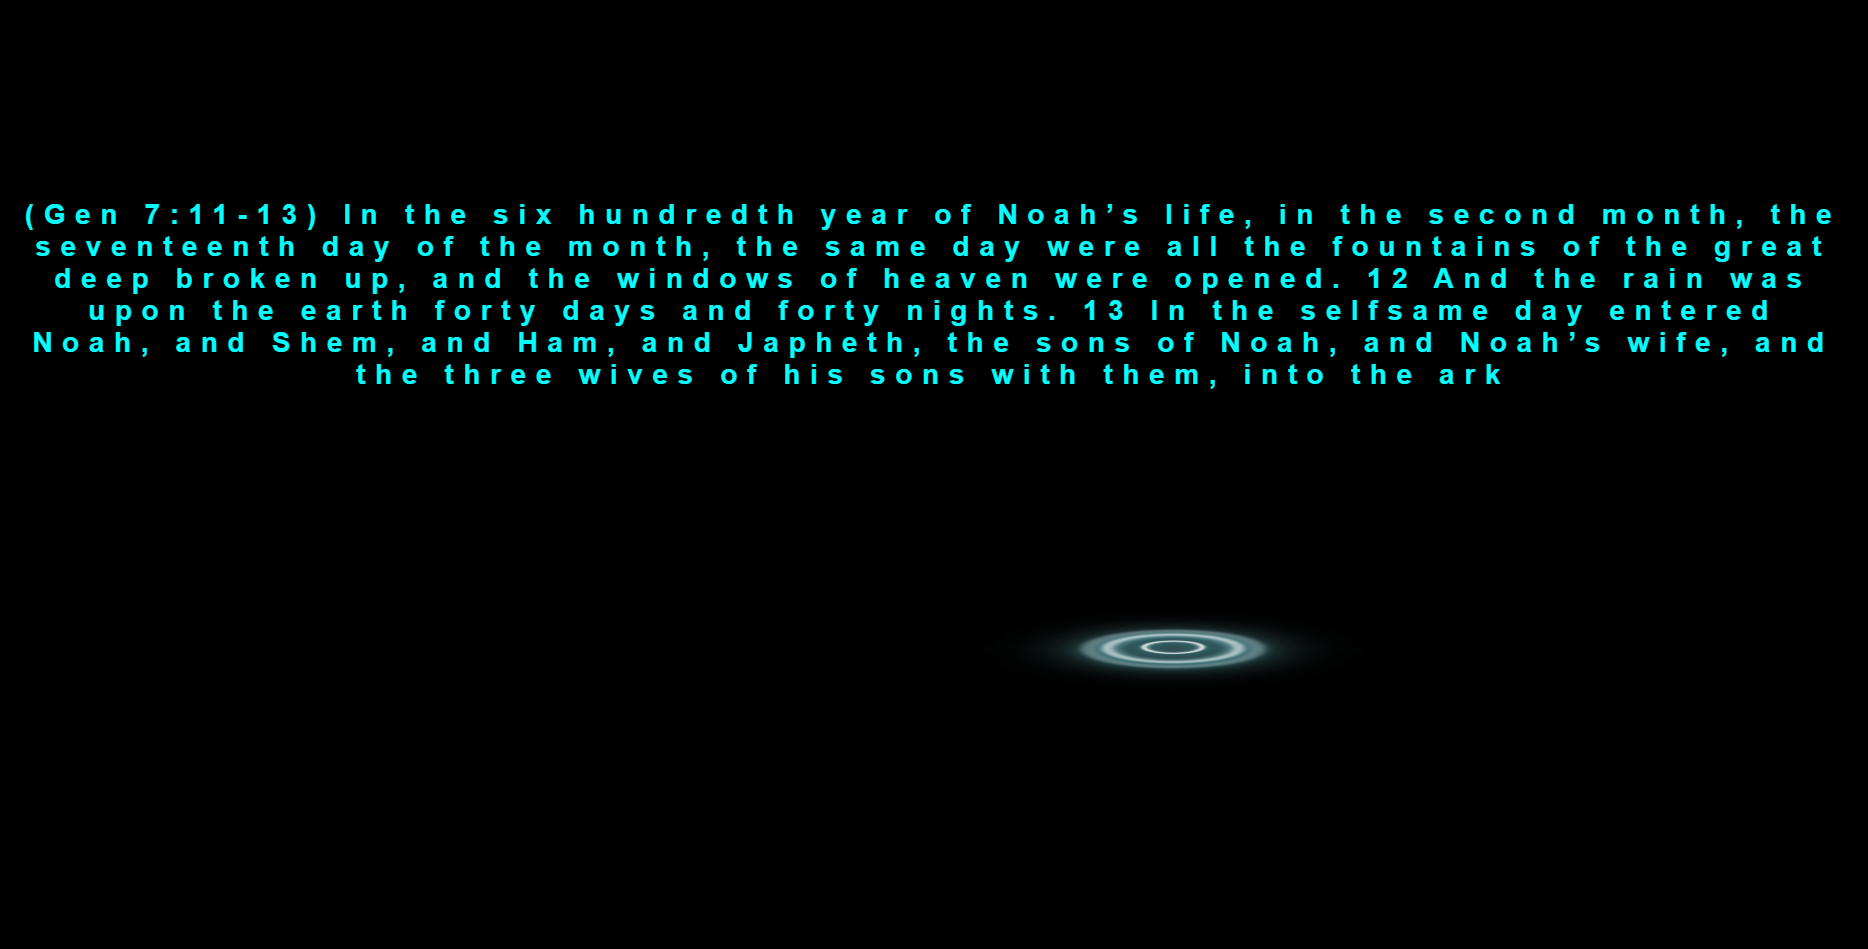 (Gen 7:11-13) In the six hundredth year of Noah’s life, in the second month, the
seventeenth day of the month, the same day were all the fountains of the great
deep broken up, and the windows of heaven were opened. 12 And the rain was
upon the earth forty days and forty nights. 13 In the selfsame day entered
Noah, and Shem, and Ham, and Japheth, the sons of Noah, and Noah’s wife, and
the three wives of his sons with them, into the ark